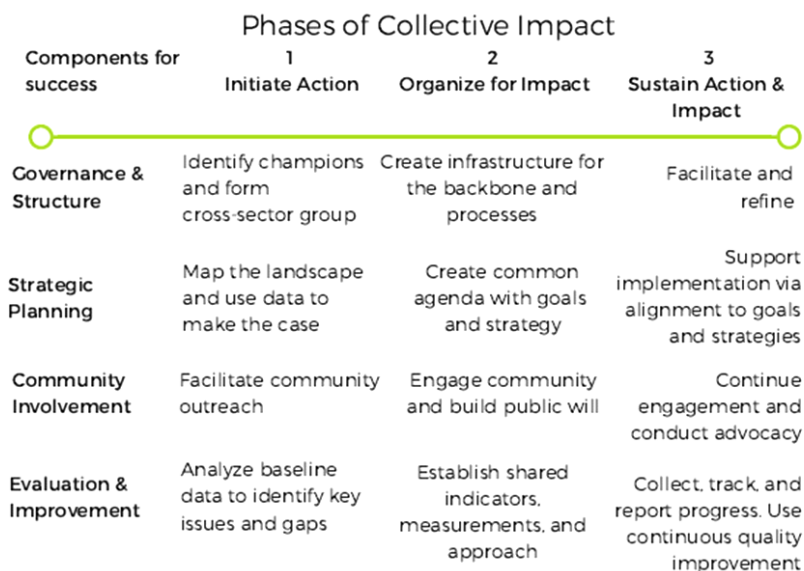 Phases of Collective Impact
Components for
success
1
Initiate Action
2
Organize for Impact
3
Sustain Action &
Impact
Governance &
Structure
Identify champions
and form
cross-sector group
Create infrastructure for
the backbone and
processes
Facilitate and
refine
Strategic
Planning
Map the landscape
and use data to
make the case
Create common
agenda with goals
and strategy
Support
implementation via
alignment to goals
and strategies
Community
Involvement
Facilitate community
outreach
Engage community
and build public will
Continue
engagement and
conduct advocacy
Evaluation &
Improvement
Analyze baseline
data to identify key
issues and gaps
Establish shared
indicators,
measurements, and
approach
Collect, track, and
report progress. Use
continuous quality
improvement